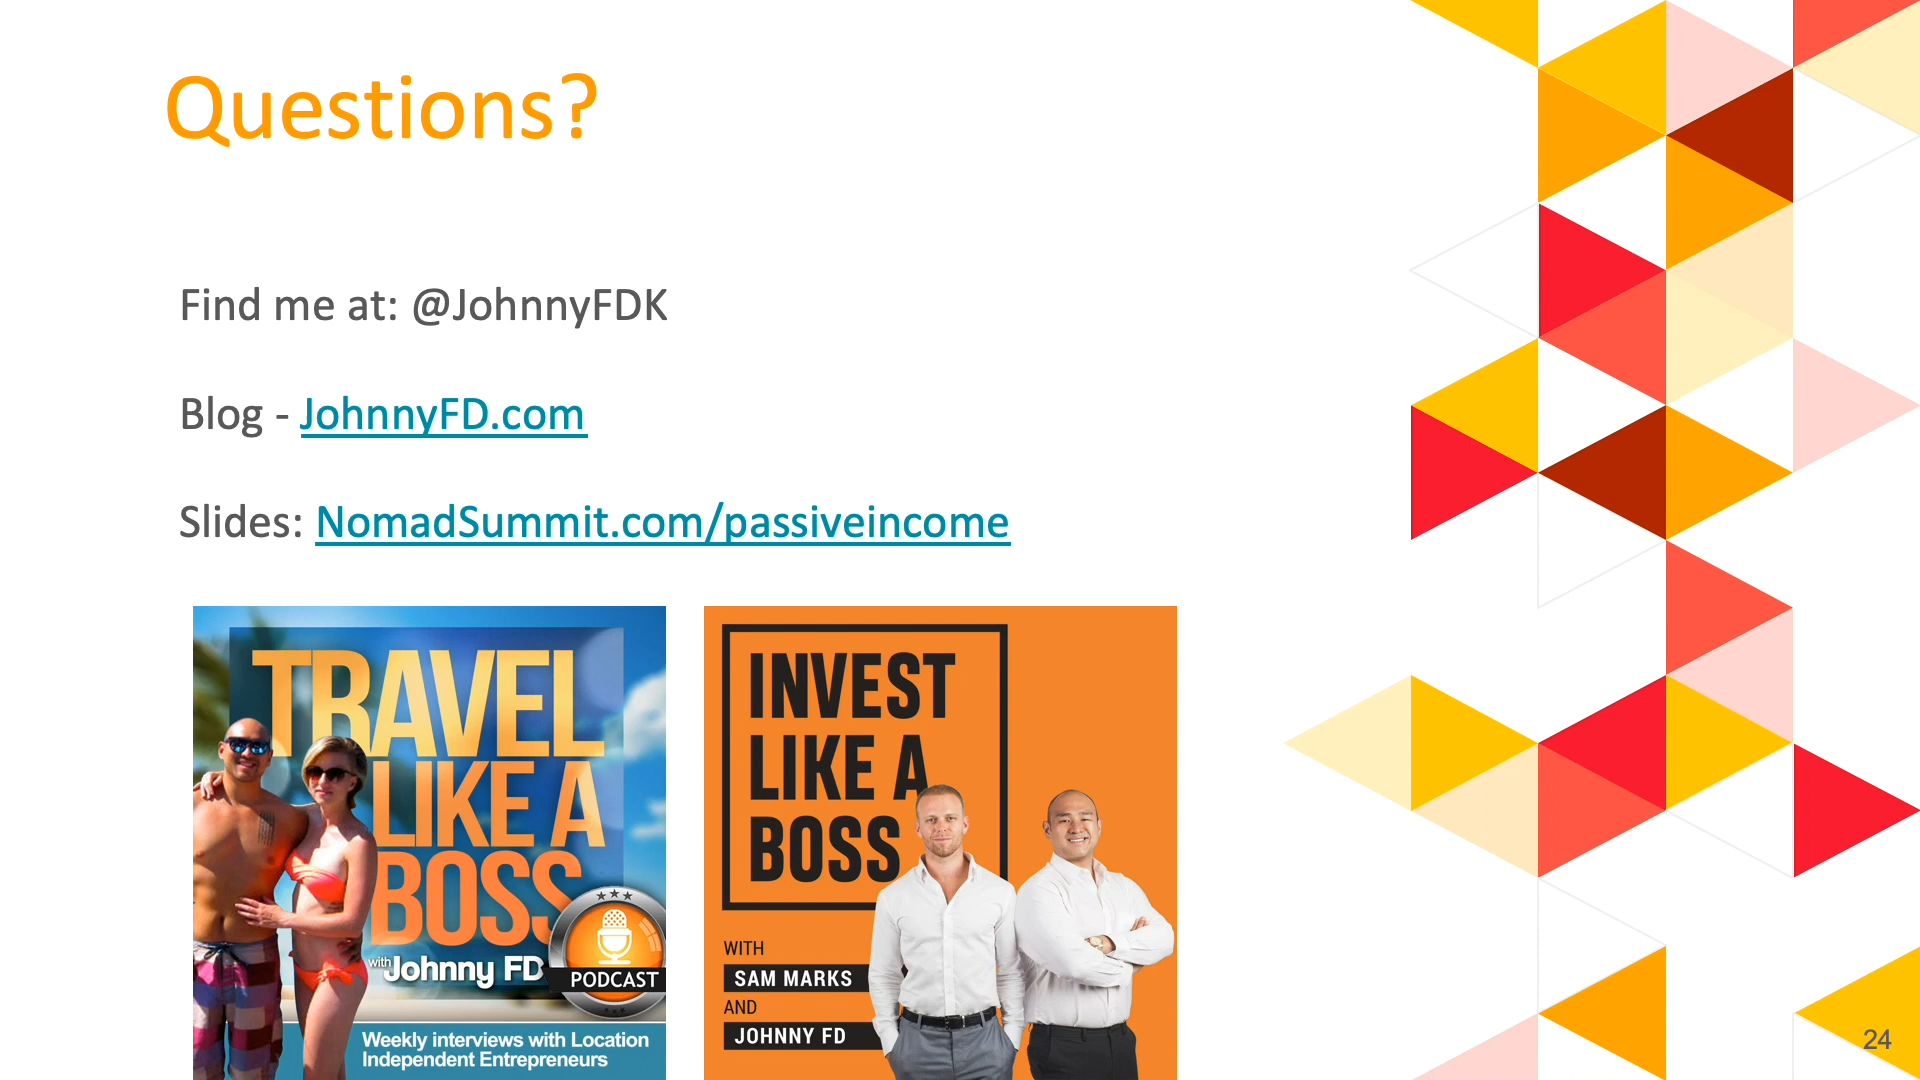 Questions?
Find me at: @JohnnyFDK
Blog - JohnnyFD.com
Slides: NomadSummit.com/passiveincome
TRAVEL
LIKE A
BOSS
with Johnny FD
PODCAST
Weekly interviews with Location
Independent Entrepreneurs
INVEST
LIKE A
BOSS
WITH
SAM MARKS
AND
JOHNNY FD
24